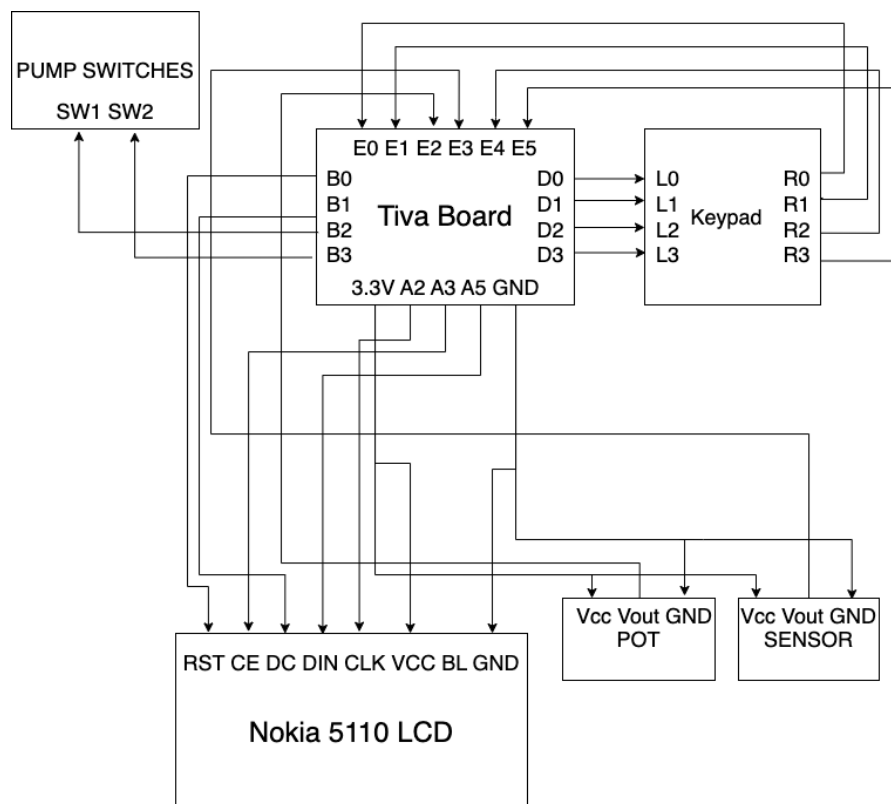 PUMP SWITCHES
SW1 SW2
E0 E1 E2 E3 E4 E5
B0
B1
B2
B3
Tiva Board
D0
D1
D2
D3
3.3V A2 A3 A5 GND
L0
L1
L2
L3
Keypad
R0
R1
R2
R3
Vcc Vout GND
POT
Vcc Vout GND
SENSOR
RST CE DC DIN CLK VCC BL GND
Nokia 5110 LCD